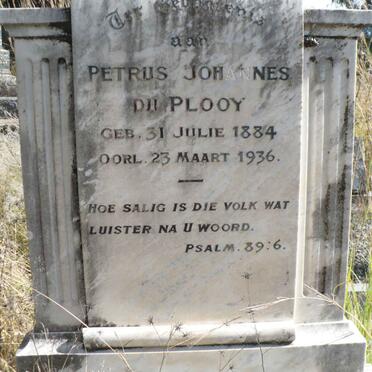 Ter Gedagtenis
aan
PETRUS JOHANNES
DU PLOOY
GEB. 31 JULIE 1884
OORL. 23 MAART 1936.
HOE SALIG IS DIE VOLK WAT
LUISTER NA U WOORD.
PSALM. 89:6.